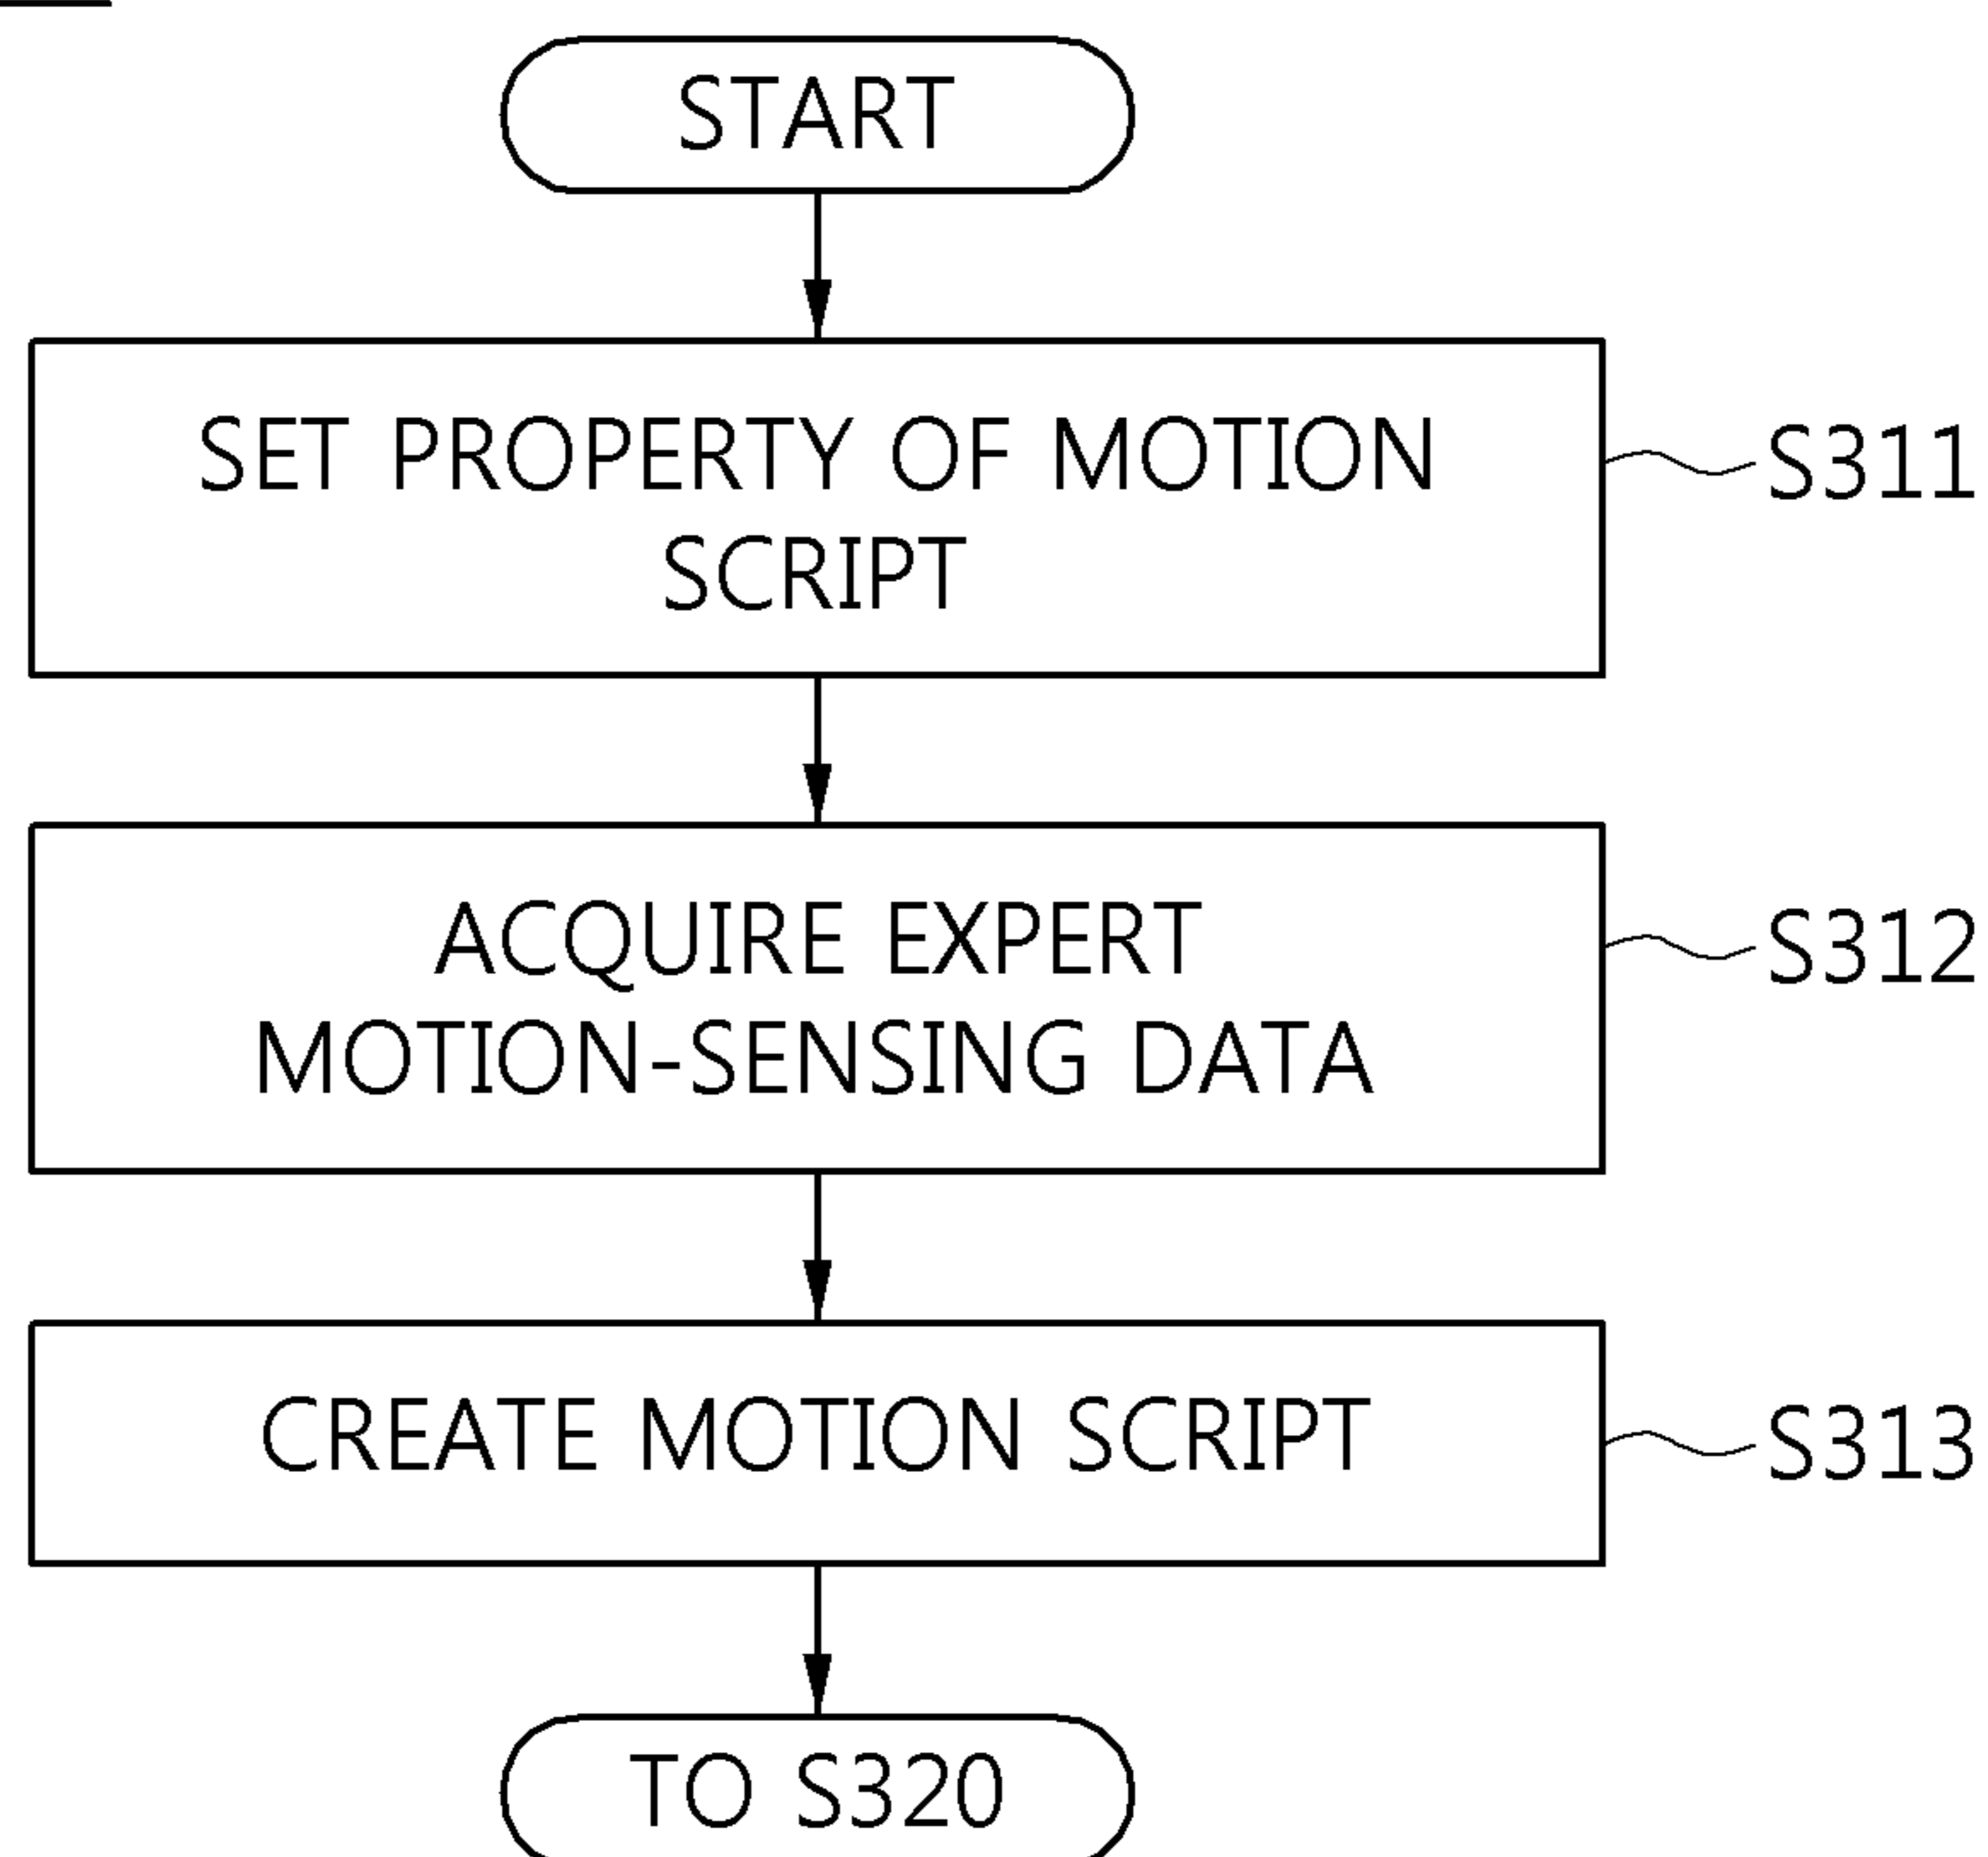 START
SET PROPERTY OF MOTION
SCRIPT
S311
ACQUIRE EXPERT
MOTION-SENSING DATA
S312
CREATE MOTION SCRIPT
S313
TO S320